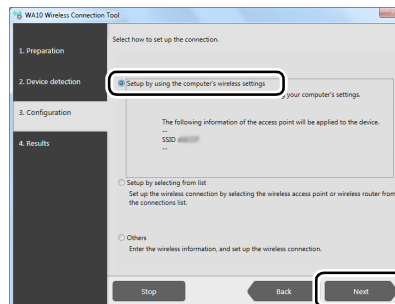 WA10 Wireless Connection Tool
Select how to set up the connection.
1. Preparation
2. Device detection
3. Configuration
4. Results
Setup by using the computer's wireless settings
your computer's settings.
The following information of the access point will be applied to the device.
--
SSID :
--
Setup by selecting from list
Set up the wireless connection by selecting the wireless access point or wireless router from
the connections list.
Others
Enter the wireless information, and set up the wireless connection.
Stop
Back
Next